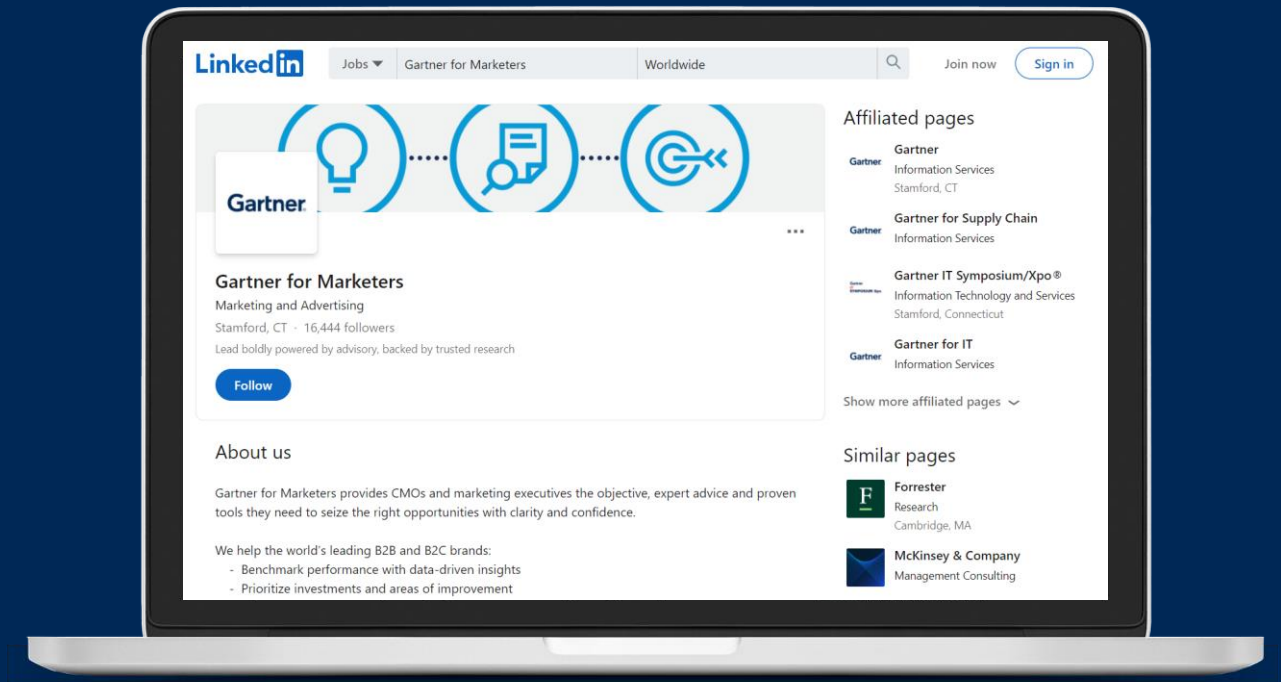 LinkedIn
Jobs
Gartner for Marketers
Worldwide
Join now
Sign in
Gartner
Gartner for Marketers
Marketing and Advertising
Stamford, CT · 16,444 followers
Lead boldly powered by advisory, backed by trusted research
Follow
About us
Gartner for Marketers provides CMOs and marketing executives the objective, expert advice and proven
tools they need to seize the right opportunities with clarity and confidence.
We help the world's leading B2B and B2C brands:
- Benchmark performance with data-driven insights
- Prioritize investments and areas of improvement
Affiliated pages
Gartner
Gartner
Information Services
Stamford, CT
Gartner
Gartner for Supply Chain
Information Services
Gartner IT Symposium/Xpo®
Information Technology and Services
Stamford, Connecticut
Gartner
Gartner for IT
Information Services
Show more affiliated pages
Similar pages
F
Forrester
Research
Cambridge, MA
McKinsey & Company
Management Consulting